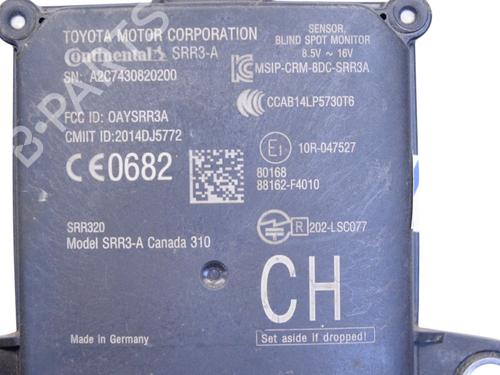 TOYOTA MOTOR CORPORATION
Continental SRR3-A
SN: A2C7430820200
SENSOR,
BLIND SPOT MONITOR
8.5V ~ 16V
MSIP-CRM-8DC-SRR3A
CCAB14LP5730T6
FCC ID: OAYSRR3A
CMIIT ID:2014DJ5772
CE0682
E1 10R-047527
80168
88162-F4010
SRR320
Model SRR3-A Canada 310
R 202-LSC077
CH
Made in Germany
Set aside if dropped!
B-PARTS